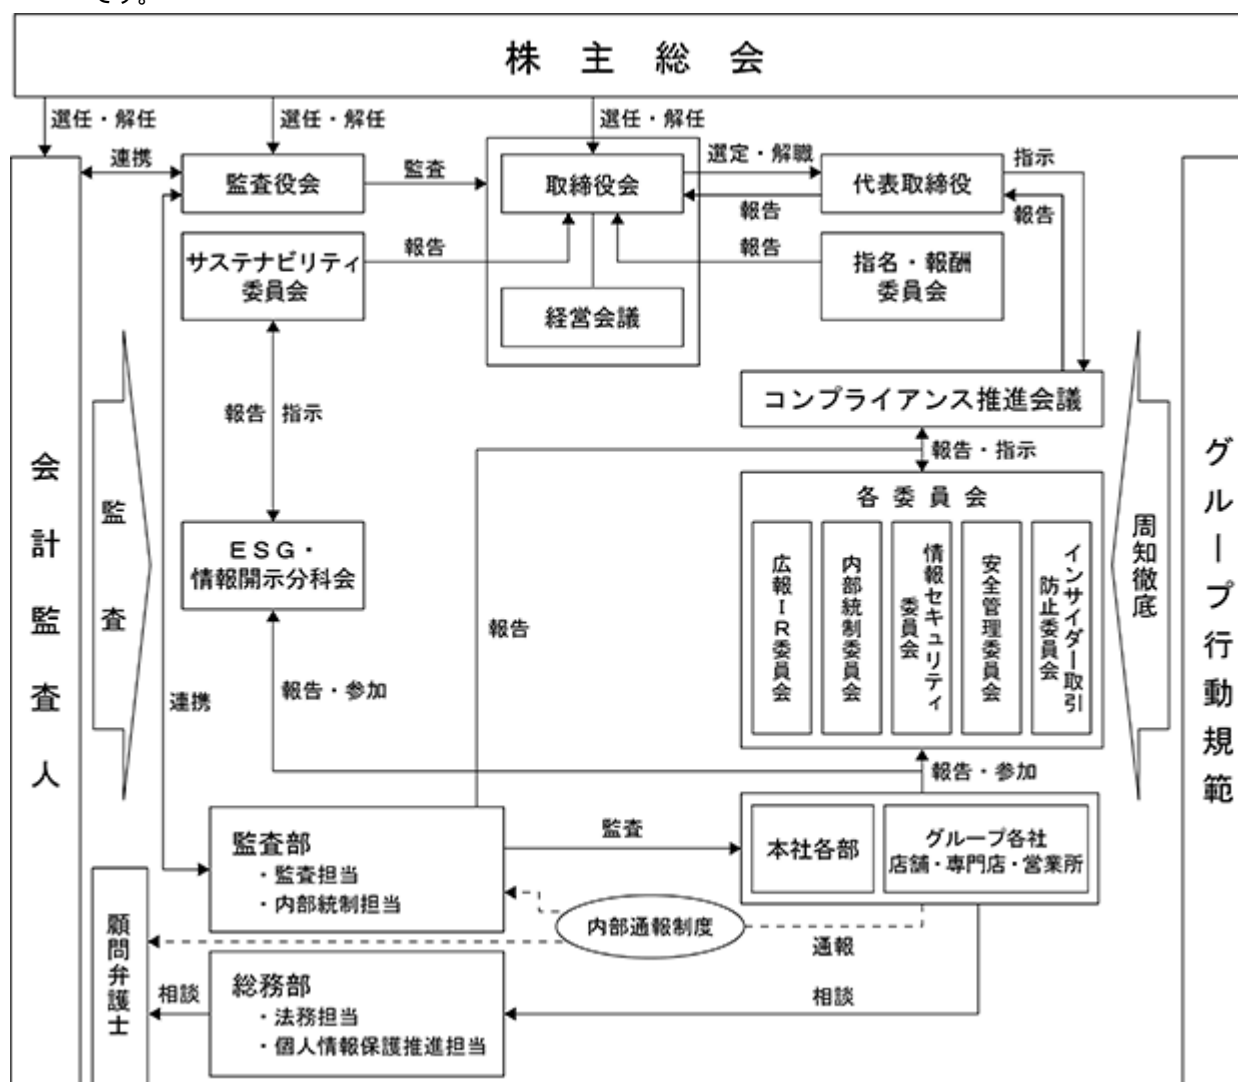 です。
株主総会
選任・解任
選任・解任
選任・解任
連携
監査役会
監査
取締役会
選定・解職
報告
代表取締役
指示
報告
サステナビリティ
委員会
報告
経営会議
報告
指名・報酬
委員会
コンプライアンス推進会議
報告・指示
報告
指示
各委員会
広報IR委員会
内部統制委員会
情報セキュリティ
委員会
安全管理委員会
インサイダー取引
防止委員会
会計監査人
監査
ESG・
情報開示分科会
報告
周知徹底
グループ行動規範
連携
報告・参加
報告・参加
監査部
・監査担当
・内部統制担当
監査
本社各部
グループ各社
店舗・専門店・営業所
内部通報制度
通報
顧問弁護士
相談
総務部
・法務担当
・個人情報保護推進担当
相談